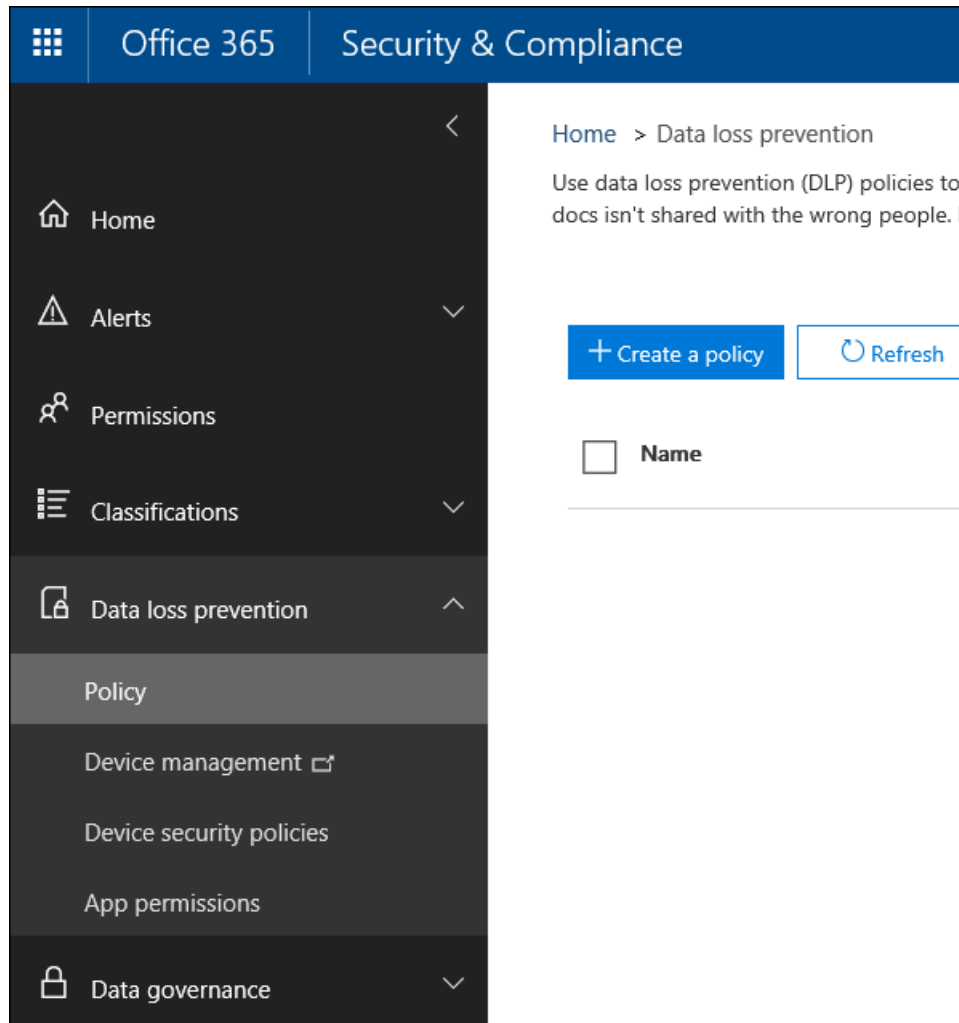 Office 365
Security & Compliance
Home
Alerts
Permissions
Classifications
Data loss prevention
Policy
Device management
Device security policies
App permissions
Data governance
Home > Data loss prevention
Use data loss prevention (DLP) policies to
docs isn't shared with the wrong people.
+ Create a policy
Refresh
Name